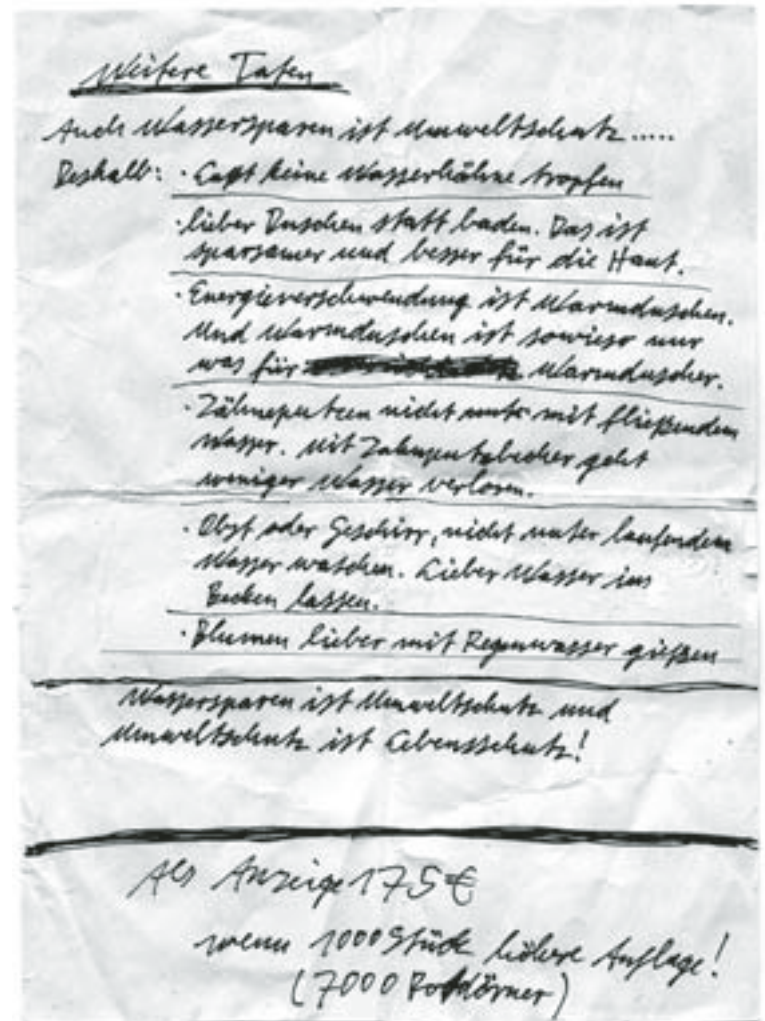 Weitere Taten
Auch Wassersparen ist Umweltschutz.....
Deshalb: · Lasst keine Wasserhähne tropfen
· lieber Duschen statt baden. Das ist
sparsamer und besser für die Haut.
· Energieverschwendung ist Warmduschen.
Und Warmduschen ist sowieso nur
was für Warmduscher.
· Zähneputzen nicht mit fließendem
Wasser. Mit Zahnputzbecher geht
weniger Wasser verloren.
· Obst oder Geschirr, nicht unter laufendem
Wasser waschen. Lieber Wasser ins
Becken lassen.
· Blumen lieber mit Regenwasser gießen
Wassersparen ist Umweltschutz und
Umweltschutz ist Lebensschutz!
Als Anzeige 175 €
wenn 1000 Stück höhere Auflage!
(7000 Rotdörner)